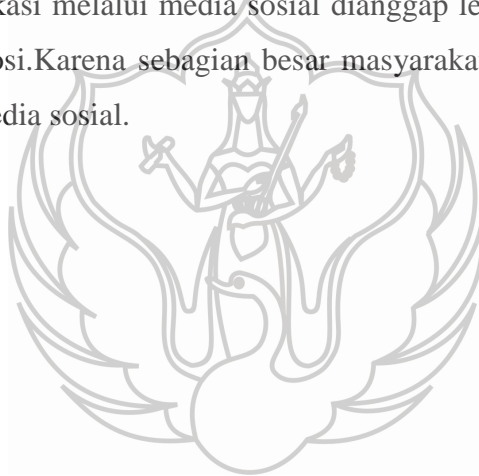 kasi melalui media sosial dianggap le
osi.Karena sebagian besar masyaraka
edia sosial.